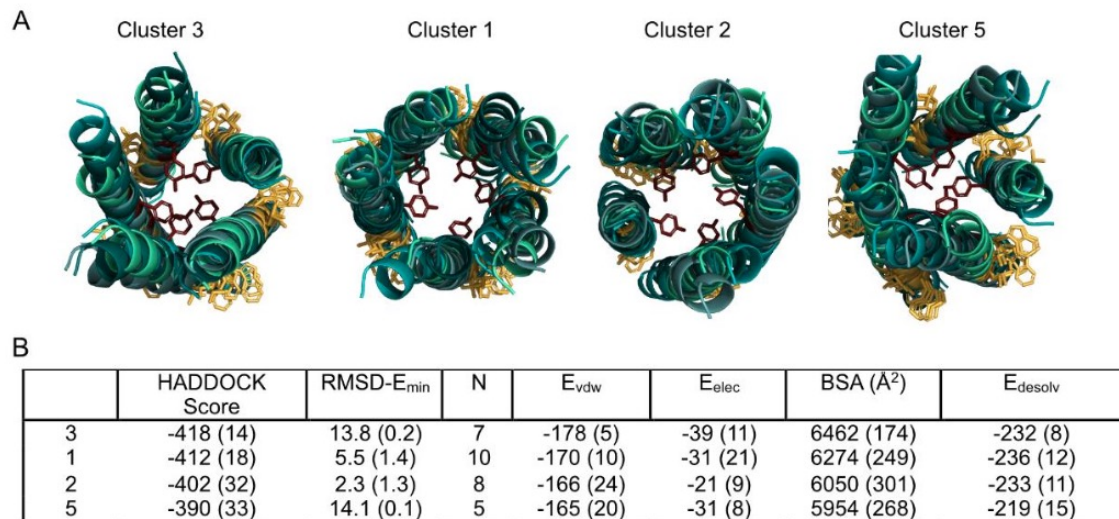 A
Cluster 3 Cluster 1 Cluster 2 Cluster 5
B
HADDOCK Score RMSD-Emin N Evdw Eelec BSA (Å²) Edesolv
3 -418 (14) 13.8 (0.2) 7 -178 (5) -39 (11) 6462 (174) -232 (8)
1 -412 (18) 5.5 (1.4) 10 -170 (10) -31 (21) 6274 (249) -236 (12)
2 -402 (32) 2.3 (1.3) 8 -166 (24) -21 (9) 6050 (301) -233 (11)
5 -390 (33) 14.1 (0.1) 5 -165 (20) -31 (8) 5954 (268) -219 (15)